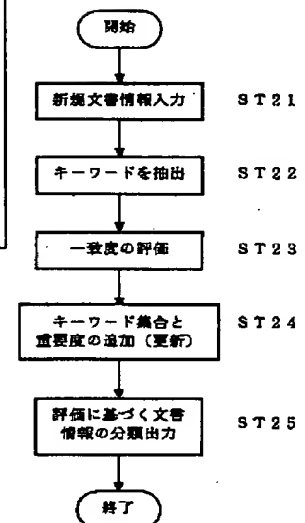 開始
新規文書情報入力 ST21
キーワードを抽出 ST22
一致度の評価 ST23
キーワード集合と ST24
重要度の追加（更新）
評価に基づく文書 ST25
情報の分類出力
終了